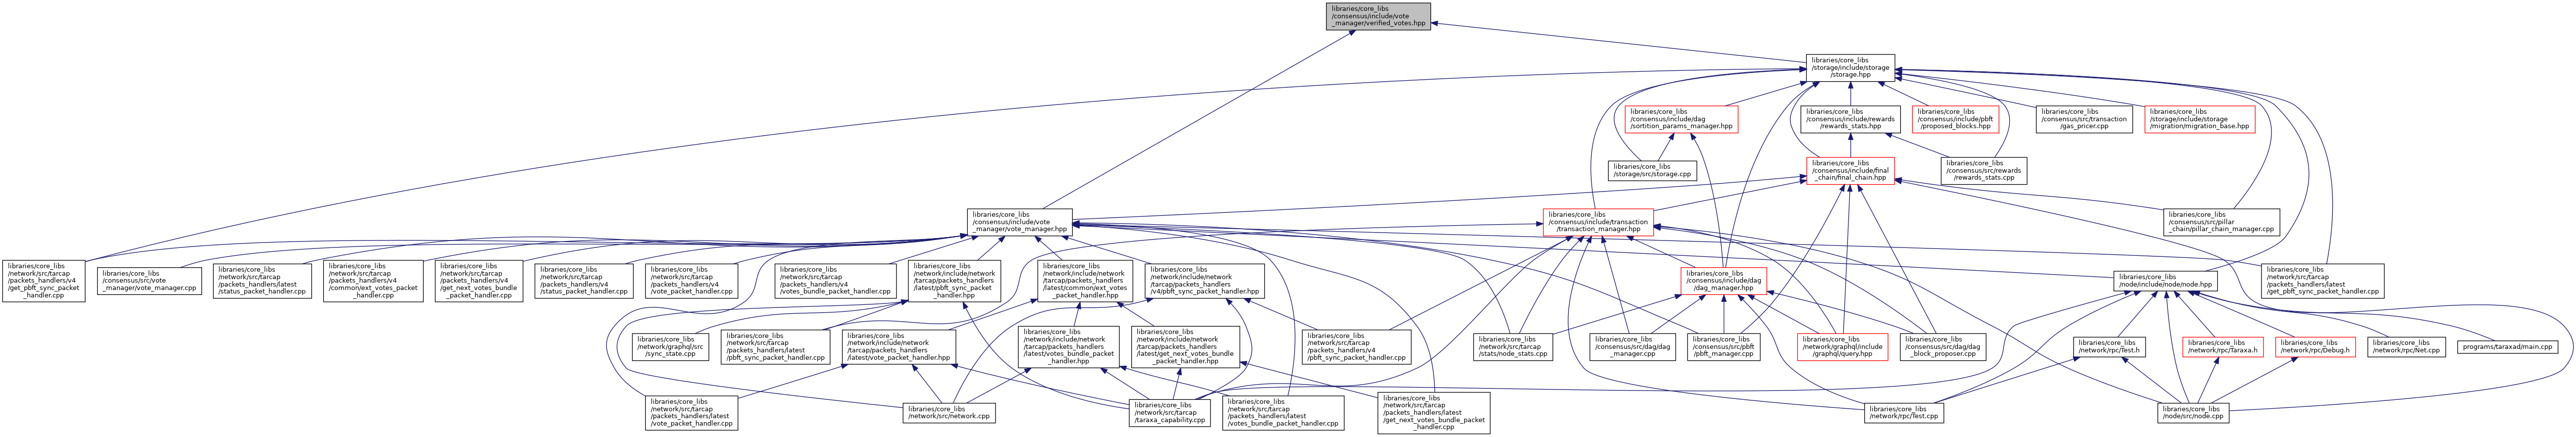 libraries/core_libs
/consensus/include/vote
_manager/verified_votes.hpp
libraries/core_libs
/storage/include/storage
/storage.hpp
libraries/core_libs
/consensus/include/dag
/sortition_params_manager.hpp
libraries/core_libs
/consensus/include/rewards
/rewards_stats.hpp
libraries/core_libs
/consensus/include/pbft
/proposed_blocks.hpp
libraries/core_libs
/consensus/src/transaction
/gas_pricer.cpp
libraries/core_libs
/storage/include/storage
/migration/migration_base.hpp
libraries/core_libs
/storage/src/storage.cpp
libraries/core_libs
/consensus/include/final
_chain/final_chain.hpp
libraries/core_libs
/consensus/src/rewards
/rewards_stats.cpp
libraries/core_libs
/consensus/include/vote
_manager/vote_manager.hpp
libraries/core_libs
/consensus/include/transaction
/transaction_manager.hpp
libraries/core_libs
/consensus/src/pillar
_chain/pillar_chain_manager.cpp
libraries/core_libs
/network/src/tarcap
/packets_handlers/v4
/get_pbft_sync_packet
_handler.cpp
libraries/core_libs
/consensus/src/vote
_manager/vote_manager.cpp
libraries/core_libs
/network/src/tarcap
/packets_handlers/latest
/status_packet_handler.cpp
libraries/core_libs
/network/src/tarcap
/packets_handlers/v4
/common/ext_votes_packet
_handler.cpp
libraries/core_libs
/network/src/tarcap
/packets_handlers/v4
/get_next_votes_bundle
_packet_handler.cpp
libraries/core_libs
/network/src/tarcap
/packets_handlers/v4
/status_packet_handler.cpp
libraries/core_libs
/network/src/tarcap
/packets_handlers/v4
/vote_packet_handler.cpp
libraries/core_libs
/network/src/tarcap
/packets_handlers/v4
/votes_bundle_packet_handler.cpp
libraries/core_libs
/network/include/network
/tarcap/packets_handlers
/latest/pbft_sync_packet
_handler.hpp
libraries/core_libs
/network/include/network
/tarcap/packets_handlers
/latest/common/ext_votes
_packet_handler.hpp
libraries/core_libs
/network/include/network
/tarcap/packets_handlers
/v4/pbft_sync_packet_handler.hpp
libraries/core_libs
/consensus/include/dag
/dag_manager.hpp
libraries/core_libs
/node/include/node/node.hpp
libraries/core_libs
/network/src/tarcap
/packets_handlers/latest
/get_pbft_sync_packet_handler.cpp
libraries/core_libs
/network/graphql/src
/sync_state.cpp
libraries/core_libs
/network/src/tarcap
/packets_handlers/latest
/pbft_sync_packet_handler.cpp
libraries/core_libs
/network/include/network
/tarcap/packets_handlers
/latest/vote_packet_handler.hpp
libraries/core_libs
/network/include/network
/tarcap/packets_handlers
/latest/votes_bundle_packet
_handler.hpp
libraries/core_libs
/network/include/network
/tarcap/packets_handlers
/latest/get_next_votes_bundle
_packet_handler.hpp
libraries/core_libs
/network/src/tarcap
/packets_handlers/v4
/pbft_sync_packet_handler.cpp
libraries/core_libs
/network/src/tarcap
/stats/node_stats.cpp
libraries/core_libs
/consensus/src/dag/dag
_manager.cpp
libraries/core_libs
/consensus/src/pbft
/pbft_manager.cpp
libraries/core_libs
/network/graphql/include
/graphql/query.hpp
libraries/core_libs
/consensus/src/dag/dag
_block_proposer.cpp
libraries/core_libs
/network/rpc/Test.h
libraries/core_libs
/network/rpc/Taraxa.h
libraries/core_libs
/network/rpc/Debug.h
libraries/core_libs
/network/rpc/Net.cpp
programs/taraxad/main.cpp
libraries/core_libs
/network/src/tarcap
/packets_handlers/latest
/vote_packet_handler.cpp
libraries/core_libs
/network/src/network.cpp
libraries/core_libs
/network/src/tarcap
/taraxa_capability.cpp
libraries/core_libs
/network/src/tarcap
/packets_handlers/latest
/votes_bundle_packet_handler.cpp
libraries/core_libs
/network/src/tarcap
/packets_handlers/latest
/get_next_votes_bundle_packet
_handler.cpp
libraries/core_libs
/network/rpc/Test.cpp
libraries/core_libs
/node/src/node.cpp